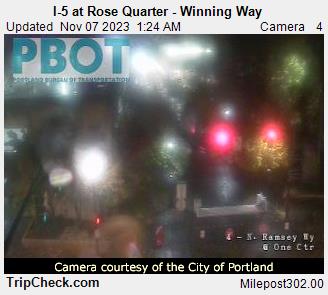 I-5 at Rose Quarter - Winning Way
Updated Nov 07 2023 1:24 AM Camera 4
PBOT
PORTLAND BUREAU OF TRANSPORTATION
4 - N. Ramsey Wy
@ One Ctr
Camera courtesy of the City of Portland
TripCheck.com Milepost302.00